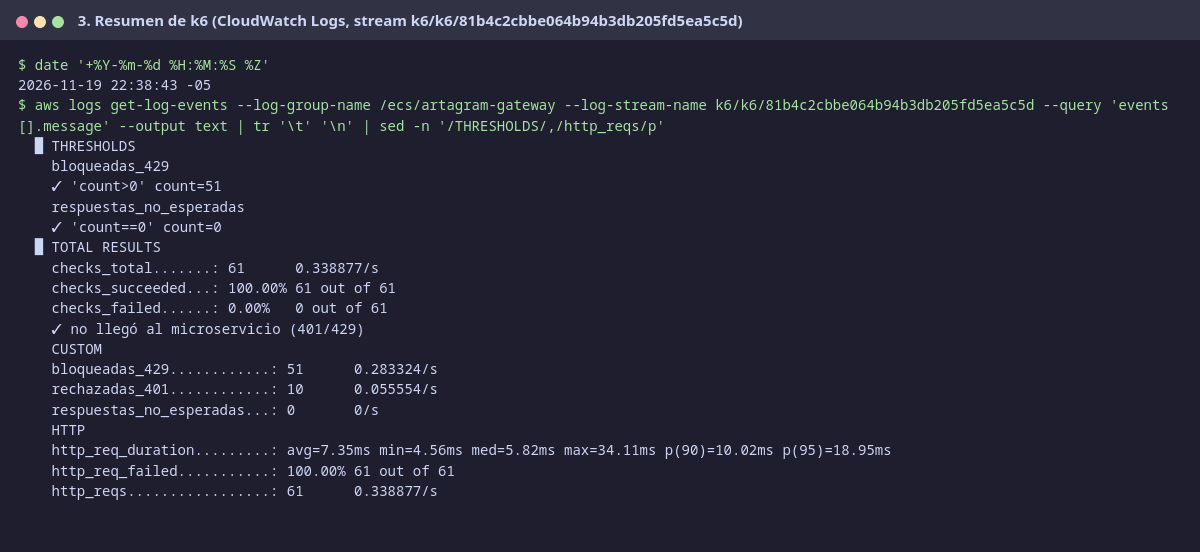 3. Resumen de k6 (CloudWatch Logs, stream k6/k6/81b4c2cbbe064b94b3db205fd5ea5c5d)
$ date '+%Y-%m-%d %H:%M:%S %Z'
2026-11-19 22:38:43 -05
$ aws logs get-log-events --log-group-name /ecs/artagram-gateway --log-stream-name k6/k6/81b4c2cbbe064b94b3db205fd5ea5c5d --query 'events
[].message' --output text | tr '\t' '\n' | sed -n '/THRESHOLDS/,/http_reqs/p'
█ THRESHOLDS
bloqueadas_429
✓ 'count>0' count=51
respuestas_no_esperadas
✓ 'count==0' count=0
█ TOTAL RESULTS
checks_total.......: 61      0.338877/s
checks_succeeded...: 100.00% 61 out of 61
checks_failed......: 0.00%   0 out of 61
✓ no llegó al microservicio (401/429)
CUSTOM
bloqueadas_429............: 51      0.283324/s
rechazadas_401............: 10      0.055554/s
respuestas_no_esperadas...: 0       0/s
HTTP
http_req_duration.........: avg=7.35ms min=4.56ms med=5.82ms max=34.11ms p(90)=10.02ms p(95)=18.95ms
http_req_failed...........: 100.00% 61 out of 61
http_reqs.................: 61      0.338877/s